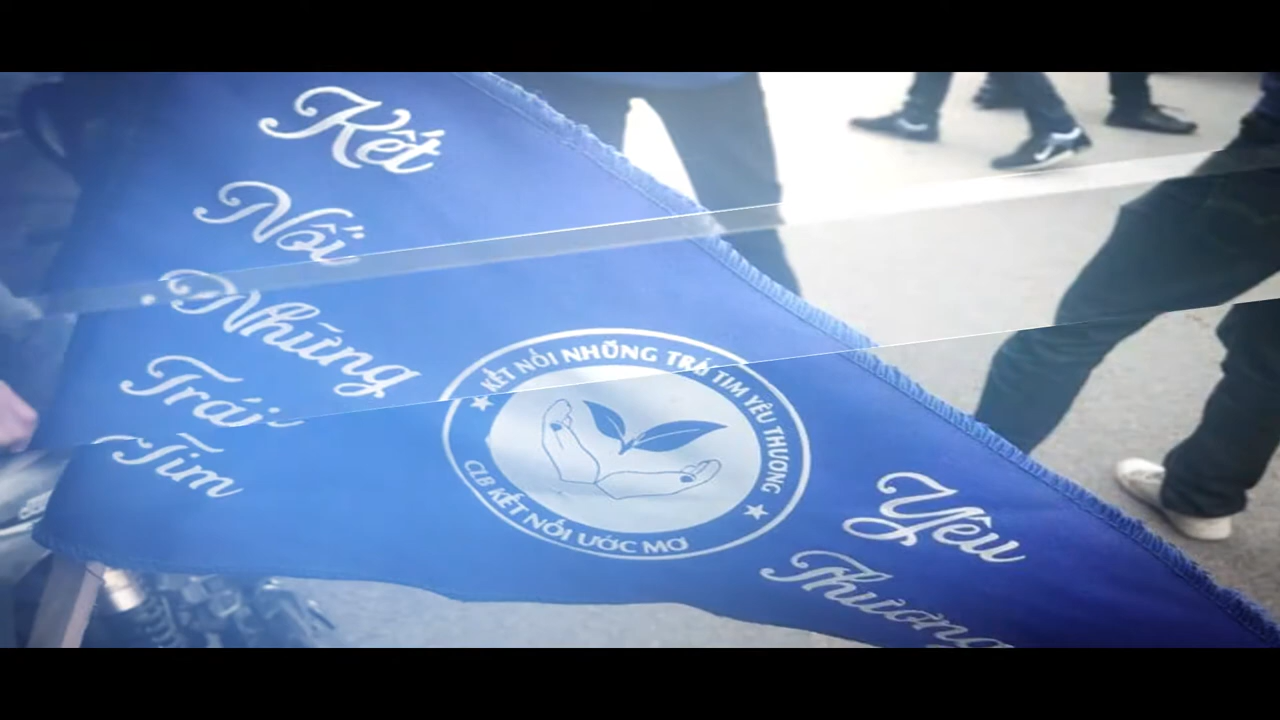 Kết
Nối
Những
Trái
Tim
KẾT NỐI NHỮNG TRÁI TIM YÊU THƯƠNG
CLB KẾT NỐI ƯỚC MƠ
Yêu
Thương